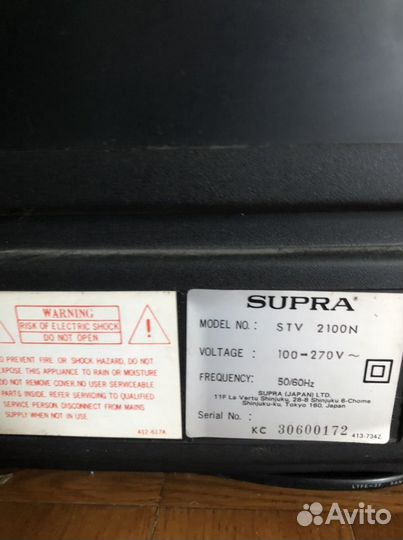 WARNING
RISK OF ELECTRIC SHOCK
DO NOT OPEN
O PREVENT FIRE OR SHOCK HAZARD, DO NOT
EXPOSE THIS APPLIANCE TO RAIN OR MOISTURE
DO NOT REMOVE COVER.NO USER SERVICEABLE
PARTS INSIDE. REFER SERVICING TO QUALIFIED
SERVICE PERSON, DISCONNECT FROM MAINS
SUPPLY WHEN NOT IN USE.
412-617A
SUPRA
MODEL NO.: STV 2100N
VOLTAGE : 100-270V ~
FREQUENCY: 50/60Hz
SUPRA (JAPAN) LTD.
11F La Vertu Shinjuku, 28-8 Shinjuku 6-Chome
Shinjuku-ku, Tokyo 160, Japan
Serial No.:
KC 30600172
413-734Z
Avito